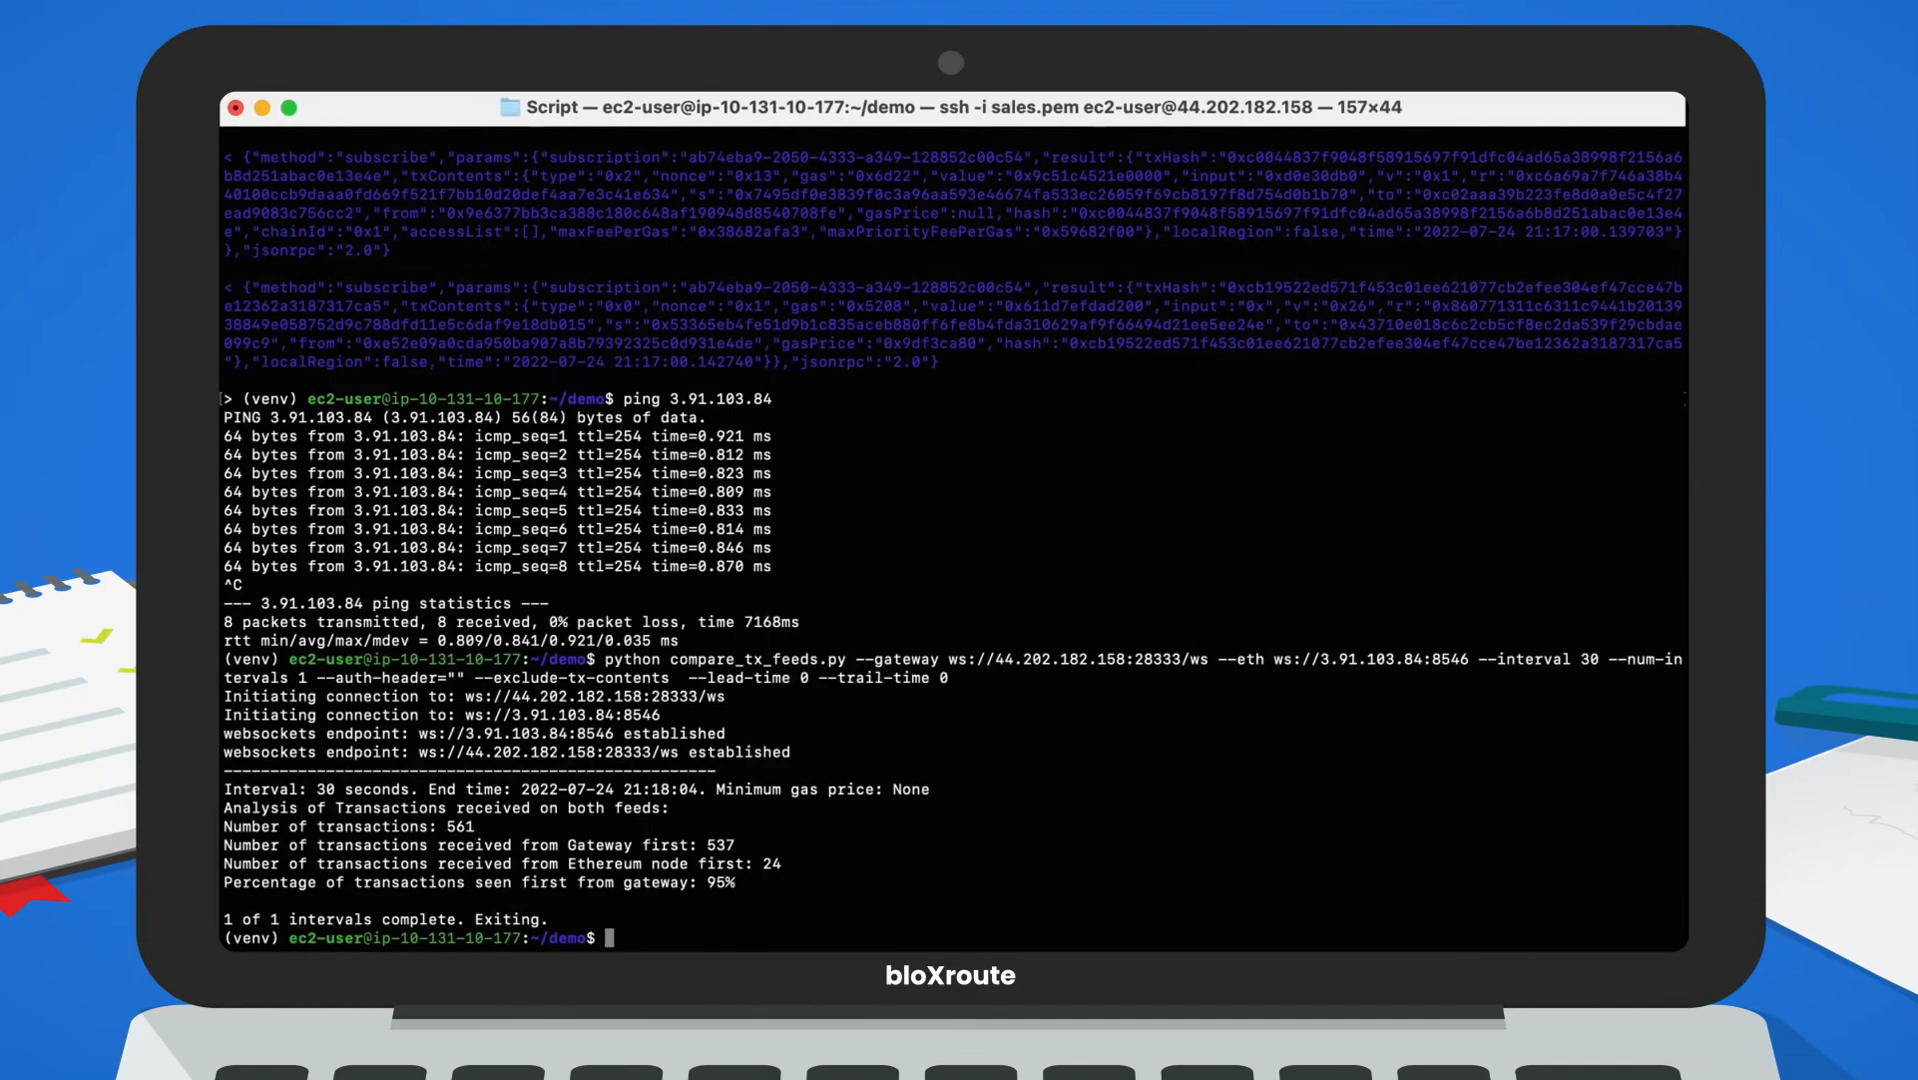 Script — ec2-user@ip-10-131-10-177:~/demo — ssh -i sales.pem ec2-user@44.202.182.158 — 157×44
< {"method":"subscribe","params":{"subscription":"ab74eba9-2050-4333-a349-128852c00c54","result":{"txHash":"0xc0044837f9048f58915697f91dfc04ad65a38998f2156a6
b8d251abac0e13e4e","txContents":{"type":"0x2","nonce":"0x13","gas":"0x6d22","value":"0x9c51c4521e0000","input":"0xd0e30db0","v":"0x1","r":"0xc6a69a7f746a38b4
40100ccb9daaa0fd669f521f7bb10d20def4aa7e3c41e634","s":"0x7495df0e3839f0c3a96aa593e46674fa533ec26059f69cb8197f8d754d0b1b70","to":"0xc02aaa39b223fe8d0a0e5c4f27
ead9083c756cc2","from":"0x9e6377bb3ca388c180c648af190948d8540708fe","gasPrice":null,"hash":"0xc0044837f9048f58915697f91dfc04ad65a38998f2156a6b8d251abac0e13e4
e","chainId":"0x1","accessList":[],"maxFeePerGas":"0x38682afa3","maxPriorityFeePerGas":"0x59682f00"},"localRegion":false,"time":"2022-07-24 21:17:00.139703"}
},"jsonrpc":"2.0"}
< {"method":"subscribe","params":{"subscription":"ab74eba9-2050-4333-a349-128852c00c54","result":{"txHash":"0xcb19522ed571f453c01ee621077cb2efee304ef47cce47b
e12362a3187317ca5","txContents":{"type":"0x0","nonce":"0x1","gas":"0x5208","value":"0x611d7efdad200","input":"0x","v":"0x26","r":"0x860771311c6311c9441b2013
38849e058752d9c788dfd11e5c6daf9e18db015","s":"0x53365eb4fe51d9b1c835aceb880ff6fe8b4fda310629af9f66494d21ee5ee24e","to":"0x43710e018c6c2cb5cf8ec2da539f29cbdae
099c9","from":"0xe52e09a0cda950ba907a8b79392325c0d931e4de","gasPrice":"0x9df3ca80","hash":"0xcb19522ed571f453c01ee621077cb2efee304ef47cce47be12362a3187317ca5
"},"localRegion":false,"time":"2022-07-24 21:17:00.142740"}},"jsonrpc":"2.0"}
[> (venv) ec2-user@ip-10-131-10-177:~/demo$ ping 3.91.103.84
PING 3.91.103.84 (3.91.103.84) 56(84) bytes of data.
64 bytes from 3.91.103.84: icmp_seq=1 ttl=254 time=0.921 ms
64 bytes from 3.91.103.84: icmp_seq=2 ttl=254 time=0.812 ms
64 bytes from 3.91.103.84: icmp_seq=3 ttl=254 time=0.823 ms
64 bytes from 3.91.103.84: icmp_seq=4 ttl=254 time=0.809 ms
64 bytes from 3.91.103.84: icmp_seq=5 ttl=254 time=0.833 ms
64 bytes from 3.91.103.84: icmp_seq=6 ttl=254 time=0.814 ms
64 bytes from 3.91.103.84: icmp_seq=7 ttl=254 time=0.846 ms
64 bytes from 3.91.103.84: icmp_seq=8 ttl=254 time=0.870 ms
^C
--- 3.91.103.84 ping statistics ---
8 packets transmitted, 8 received, 0% packet loss, time 7168ms
rtt min/avg/max/mdev = 0.809/0.841/0.921/0.035 ms
(venv) ec2-user@ip-10-131-10-177:~/demo$ python compare_tx_feeds.py --gateway ws://44.202.182.158:28333/ws --eth ws://3.91.103.84:8546 --interval 30 --num-in
tervals 1 --auth-header="" --exclude-tx-contents  --lead-time 0 --trail-time 0
Initiating connection to: ws://44.202.182.158:28333/ws
Initiating connection to: ws://3.91.103.84:8546
websockets endpoint: ws://3.91.103.84:8546 established
websockets endpoint: ws://44.202.182.158:28333/ws established
-----------------------------------------------------
Interval: 30 seconds. End time: 2022-07-24 21:18:04. Minimum gas price: None
Analysis of Transactions received on both feeds:
Number of transactions: 561
Number of transactions received from Gateway first: 537
Number of transactions received from Ethereum node first: 24
Percentage of transactions seen first from gateway: 95%
1 of 1 intervals complete. Exiting.
(venv) ec2-user@ip-10-131-10-177:~/demo$
bloXroute